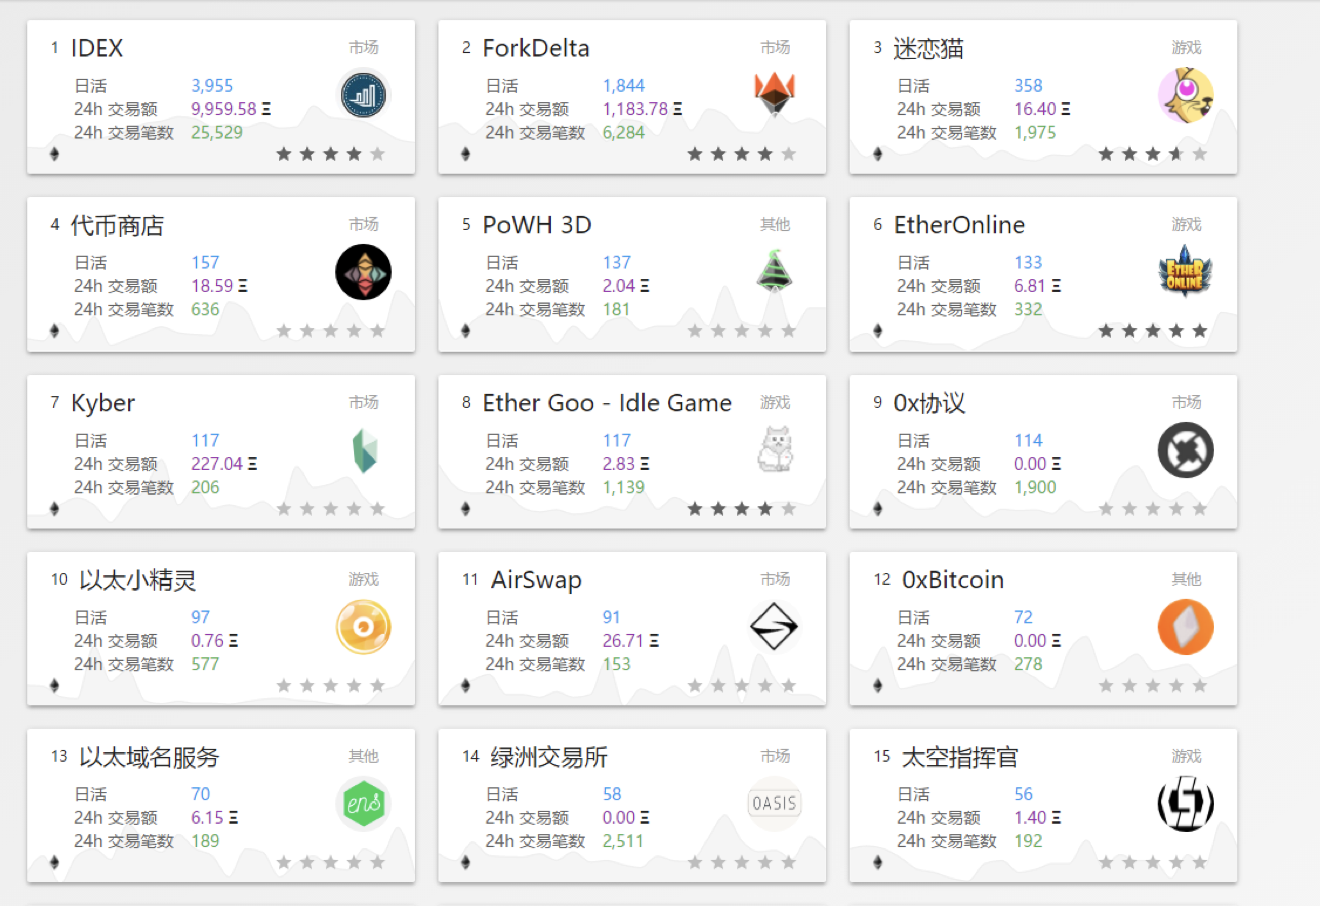 1 IDEX 市场
日活 3,955
24h 交易额 9,959.58 Ξ
24h 交易笔数 25,529
2 ForkDelta 市场
日活 1,844
24h 交易额 1,183.78 Ξ
24h 交易笔数 6,284
3 迷恋猫 游戏
日活 358
24h 交易额 16.40 Ξ
24h 交易笔数 1,975
4 代币商店 市场
日活 157
24h 交易额 18.59 Ξ
24h 交易笔数 636
5 PoWH 3D 其他
日活 137
24h 交易额 2.04 Ξ
24h 交易笔数 181
6 EtherOnline 游戏
日活 133
24h 交易额 6.81 Ξ
24h 交易笔数 332
ETHER
ONLINE
7 Kyber 市场
日活 117
24h 交易额 227.04 Ξ
24h 交易笔数 206
8 Ether Goo - Idle Game 游戏
日活 117
24h 交易额 2.83 Ξ
24h 交易笔数 1,139
9 0x协议 市场
日活 114
24h 交易额 0.00 Ξ
24h 交易笔数 1,900
10 以太小精灵 游戏
日活 97
24h 交易额 0.76 Ξ
24h 交易笔数 577
11 AirSwap 市场
日活 91
24h 交易额 26.71 Ξ
24h 交易笔数 153
12 0xBitcoin 其他
日活 72
24h 交易额 0.00 Ξ
24h 交易笔数 278
13 以太域名服务 其他
日活 70
24h 交易额 6.15 Ξ
24h 交易笔数 189
ens
14 绿洲交易所 市场
日活 58
24h 交易额 0.00 Ξ
24h 交易笔数 2,511
OASIS
15 太空指挥官 游戏
日活 56
24h 交易额 1.40 Ξ
24h 交易笔数 192